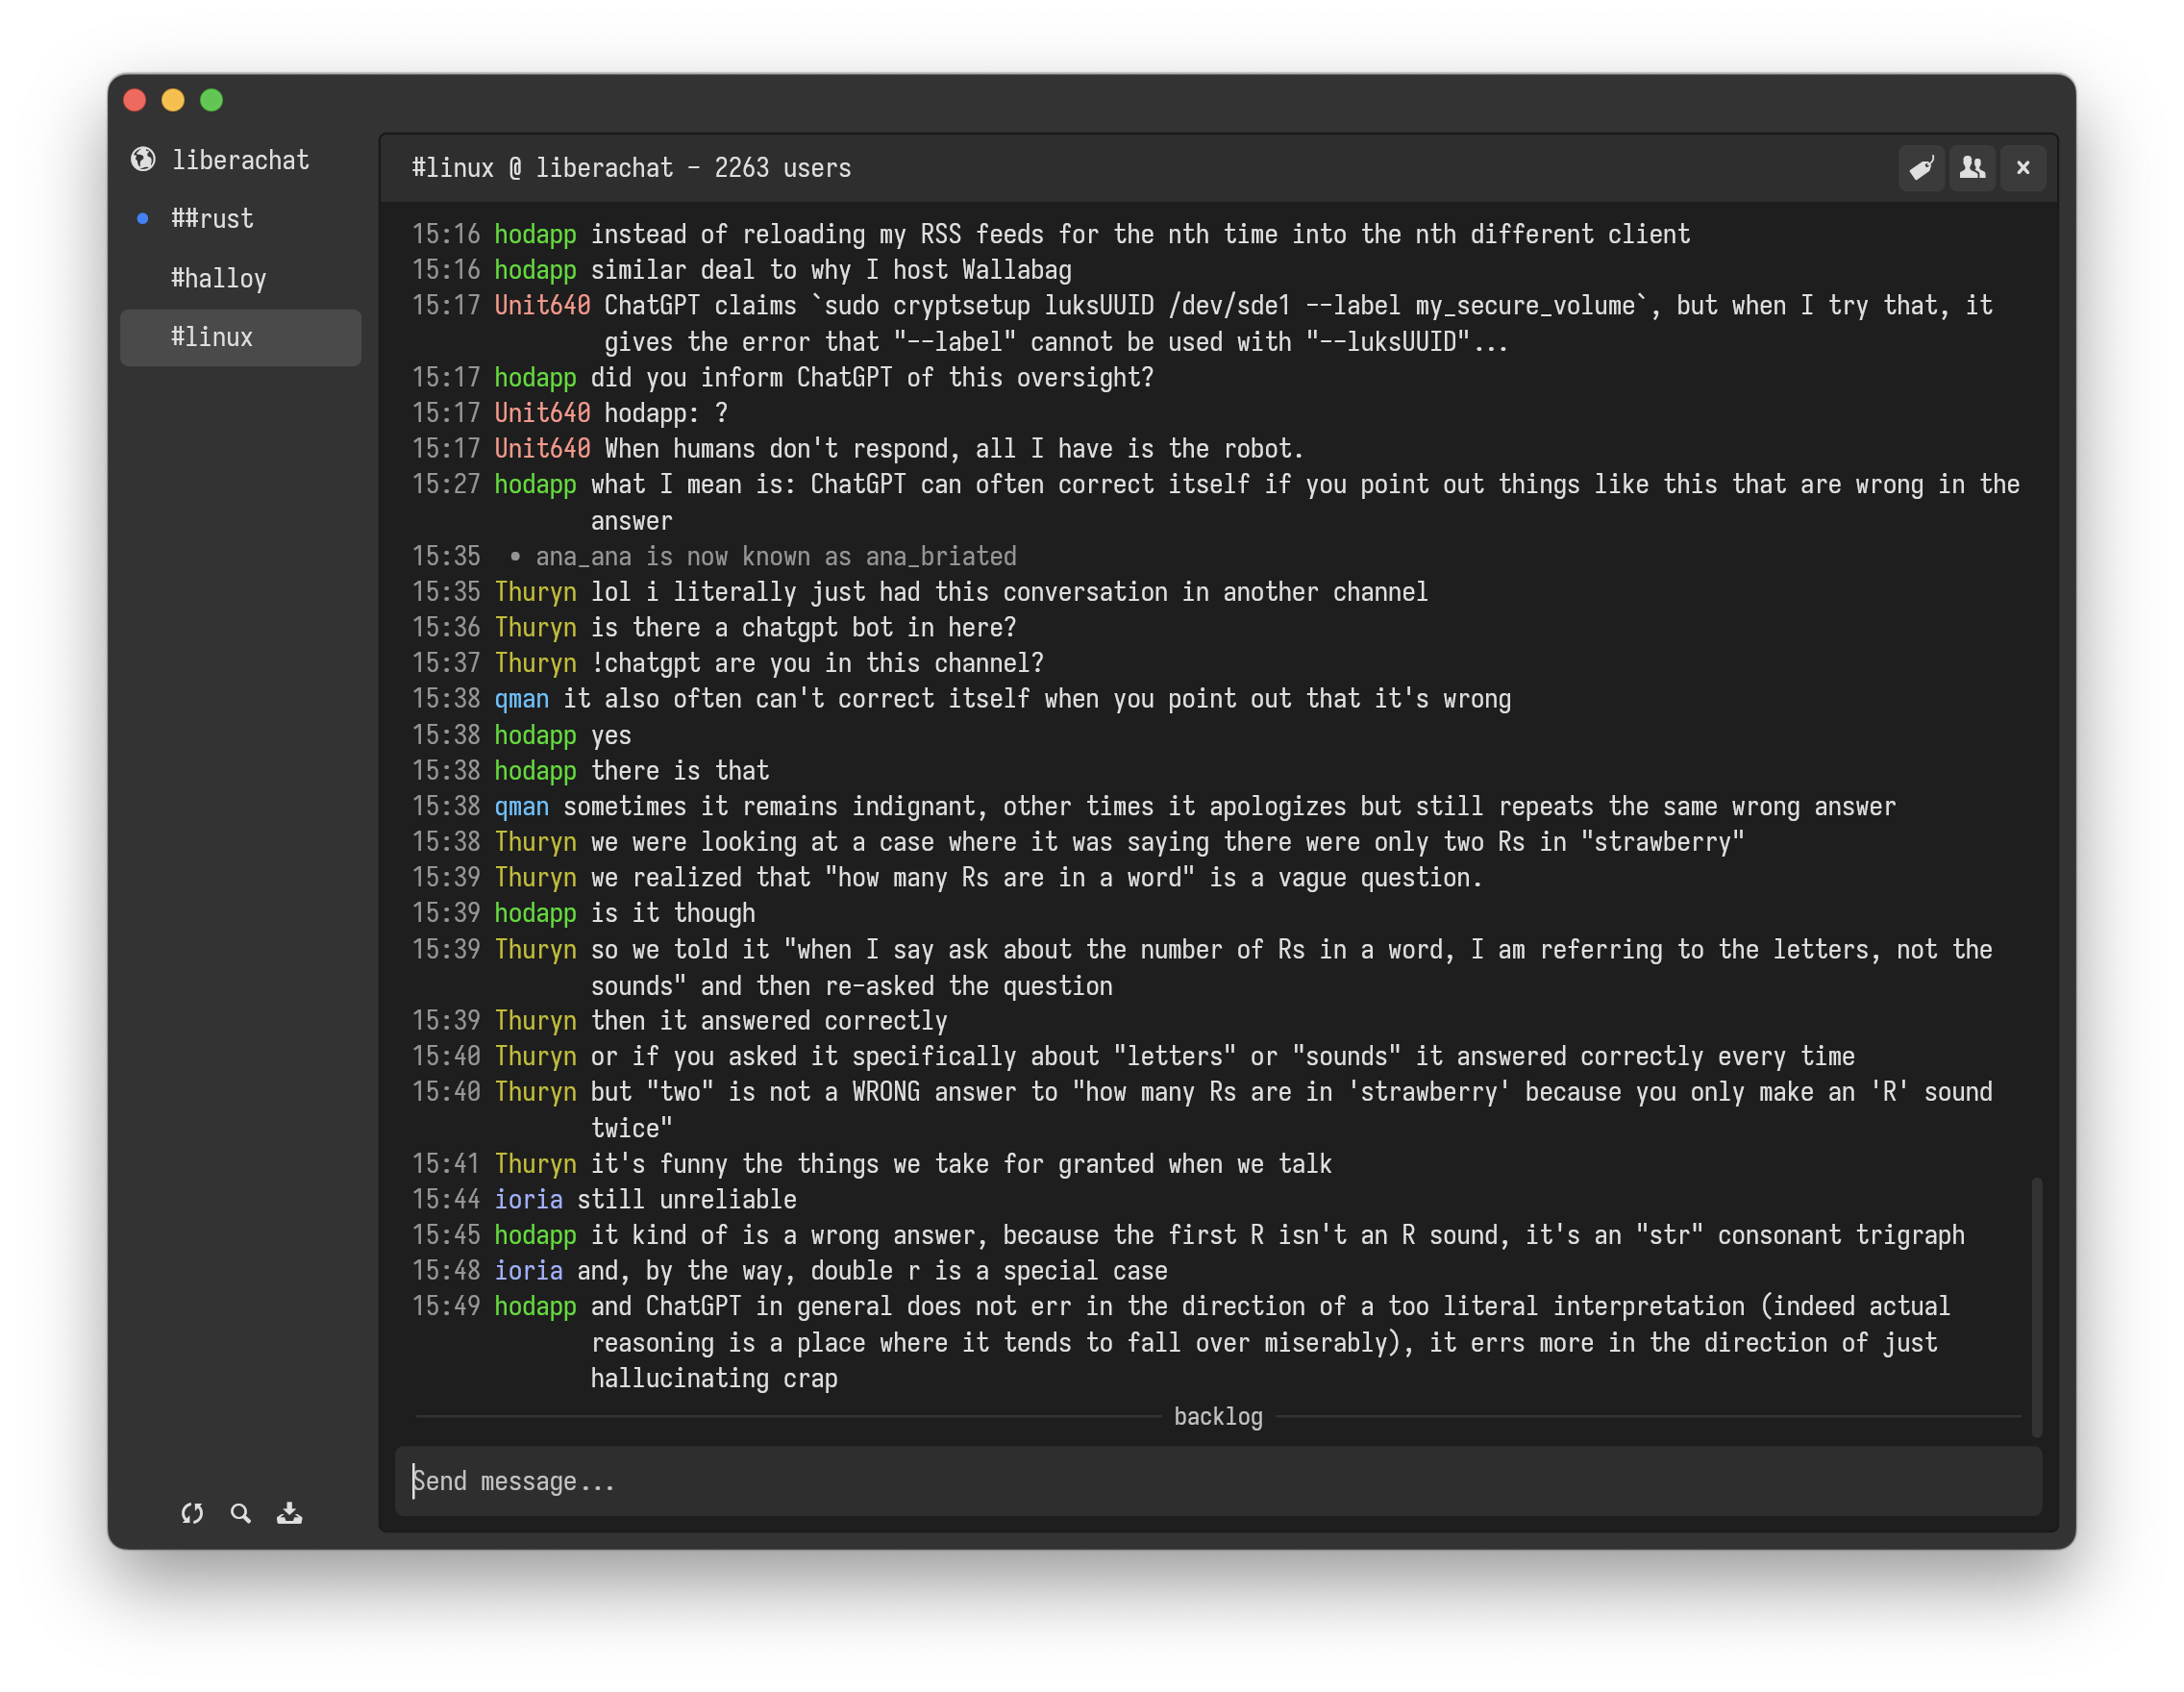 liberachat
##rust
#halloy
#linux
#linux @ liberachat - 2263 users
15:16 hodapp instead of reloading my RSS feeds for the nth time into the nth different client
15:16 hodapp similar deal to why I host Wallabag
15:17 Unit640 ChatGPT claims `sudo cryptsetup luksUUID /dev/sde1 --label my_secure_volume`, but when I try that, it
gives the error that "--label" cannot be used with "--luksUUID"...
15:17 hodapp did you inform ChatGPT of this oversight?
15:17 Unit640 hodapp: ?
15:17 Unit640 When humans don't respond, all I have is the robot.
15:27 hodapp what I mean is: ChatGPT can often correct itself if you point out things like this that are wrong in the
answer
15:35 • ana_ana is now known as ana_briated
15:35 Thuryn lol i literally just had this conversation in another channel
15:36 Thuryn is there a chatgpt bot in here?
15:37 Thuryn !chatgpt are you in this channel?
15:38 qman it also often can't correct itself when you point out that it's wrong
15:38 hodapp yes
15:38 hodapp there is that
15:38 qman sometimes it remains indignant, other times it apologizes but still repeats the same wrong answer
15:38 Thuryn we were looking at a case where it was saying there were only two Rs in "strawberry"
15:39 Thuryn we realized that "how many Rs are in a word" is a vague question.
15:39 hodapp is it though
15:39 Thuryn so we told it "when I say ask about the number of Rs in a word, I am referring to the letters, not the
sounds" and then re-asked the question
15:39 Thuryn then it answered correctly
15:40 Thuryn or if you asked it specifically about "letters" or "sounds" it answered correctly every time
15:40 Thuryn but "two" is not a WRONG answer to "how many Rs are in 'strawberry' because you only make an 'R' sound
twice"
15:41 Thuryn it's funny the things we take for granted when we talk
15:44 ioria still unreliable
15:45 hodapp it kind of is a wrong answer, because the first R isn't an R sound, it's an "str" consonant trigraph
15:48 ioria and, by the way, double r is a special case
15:49 hodapp and ChatGPT in general does not err in the direction of a too literal interpretation (indeed actual
reasoning is a place where it tends to fall over miserably), it errs more in the direction of just
hallucinating crap
backlog
Send message...